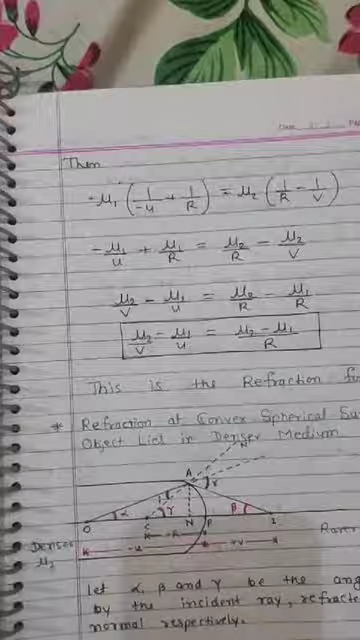 Then
-μ₁ (1/-u + 1/R) = μ₂ (1/R - 1/V)
-μ₁/u + μ₁/R = μ₂/R - μ₂/V
μ₂/V - μ₁/u = μ₂/R - μ₁/R
μ₂/V - μ₁/u = μ₂ - μ₁/R
This is the Refraction
* Refraction at Convex Spherical
Object Lies in Denser Medium
A N
i r
α γ β
O C N P I
-R
Denser -u +v
μ₂
Let α, β and γ be the
by the incident ray,
normal respectively.